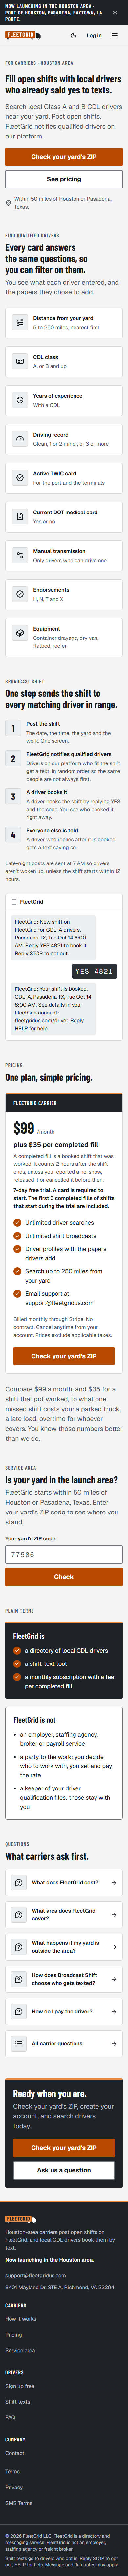 NOW LAUNCHING IN THE HOUSTON AREA ·
PORT OF HOUSTON, PASADENA, BAYTOWN, LA
PORTE.
FLEETGRID
Log in
FOR CARRIERS · HOUSTON AREA
Fill open shifts with local drivers
who already said yes to texts.
Search local Class A and B CDL drivers
near your yard. Post open shifts.
FleetGrid notifies qualified drivers on
our platform.
Check your yard's ZIP
See pricing
Within 50 miles of Houston or Pasadena,
Texas.
FIND QUALIFIED DRIVERS
Every card answers
the same questions, so
you can filter on them.
You see what each driver entered, and
the papers they chose to add.
Distance from your yard
5 to 250 miles, nearest first
CDL class
A, or B and up
Years of experience
With a CDL
Driving record
Clean, 1 or 2 minor, or 3 or more
Active TWIC card
For the port and the terminals
Current DOT medical card
Yes or no
Manual transmission
Only drivers who can drive one
Endorsements
H, N, T and X
Equipment
Container drayage, dry van,
flatbed, reefer
BROADCAST SHIFT
One step sends the shift to
every matching driver in range.
1
Post the shift
The date, the time, the yard and the
work. One screen.
2
FleetGrid notifies qualified drivers
Drivers on our platform who fit the shift
get a text, in random order so the same
people are not always first.
3
A driver books it
A driver books the shift by replying YES
and the code. You see who booked it
right away.
4
Everyone else is told
A driver who replies after it is booked
gets a text saying so.
Late-night posts are sent at 7 AM so drivers
aren't woken up, unless the shift starts within 12
hours.
FleetGrid
FleetGrid: New shift on
FleetGrid for CDL-A drivers.
Pasadena TX, Tue Oct 14 6:00
AM. Reply YES 4821 to book it.
Reply STOP to opt out.
YES 4821
FleetGrid: Your shift is booked.
CDL-A, Pasadena TX, Tue Oct 14
6:00 AM. See details in your
FleetGrid account:
fleetgridus.com/driver. Reply
HELP for help.
PRICING
One plan, simple pricing.
FLEETGRID CARRIER
$99 /month
plus $35 per completed fill
A completed fill is a booked shift that was
worked: it counts 2 hours after the shift
ends, unless you reported a no-show,
released it or cancelled it before then.
7-day free trial. A card is required to
start. The first 3 completed fills of shifts
that start during the trial are included.
Unlimited driver searches
Unlimited shift broadcasts
Driver profiles with the papers
drivers add
Search up to 250 miles from
your yard
Email support at
support@fleetgridus.com
Billed monthly through Stripe. No
contract. Cancel anytime from your
account. Prices exclude applicable taxes.
Check your yard's ZIP
Compare $99 a month, and $35 for a
shift that got worked, to what one
missed shift costs you: a parked truck,
a late load, overtime for whoever
covers. You know those numbers better
than we do.
SERVICE AREA
Is your yard in the launch area?
FleetGrid starts within 50 miles of
Houston or Pasadena, Texas. Enter
your yard's ZIP code to see where you
stand.
Your yard's ZIP code
77506
Check
PLAIN TERMS
FleetGrid is
a directory of local CDL drivers
a shift-text tool
a monthly subscription with a fee
per completed fill
FleetGrid is not
• an employer, staffing agency,
broker or payroll service
• a party to the work: you decide
who to work with, you set and pay
the rate
• a keeper of your driver
qualification files: those stay with
you
QUESTIONS
What carriers ask first.
What does FleetGrid cost?
What area does FleetGrid
cover?
What happens if my yard is
outside the area?
How does Broadcast Shift
choose who gets texted?
How do I pay the driver?
All carrier questions
Ready when you are.
Check your yard's ZIP, create your
account, and search drivers
today.
Check your yard's ZIP
Ask us a question
FLEETGRID
Houston-area carriers post open shifts on
FleetGrid, and local CDL drivers book them by
text.
Now launching in the Houston area.
support@fleetgridus.com
8401 Mayland Dr. STE A, Richmond, VA 23294
CARRIERS
How it works
Pricing
Service area
DRIVERS
Sign up free
Shift texts
FAQ
COMPANY
Contact
Terms
Privacy
SMS Terms
© 2026 FleetGrid LLC. FleetGrid is a directory and
messaging service. FleetGrid is not an employer,
staffing agency or freight broker.
Shift texts go to drivers who opt in. Reply STOP to opt
out, HELP for help. Message and data rates may apply.